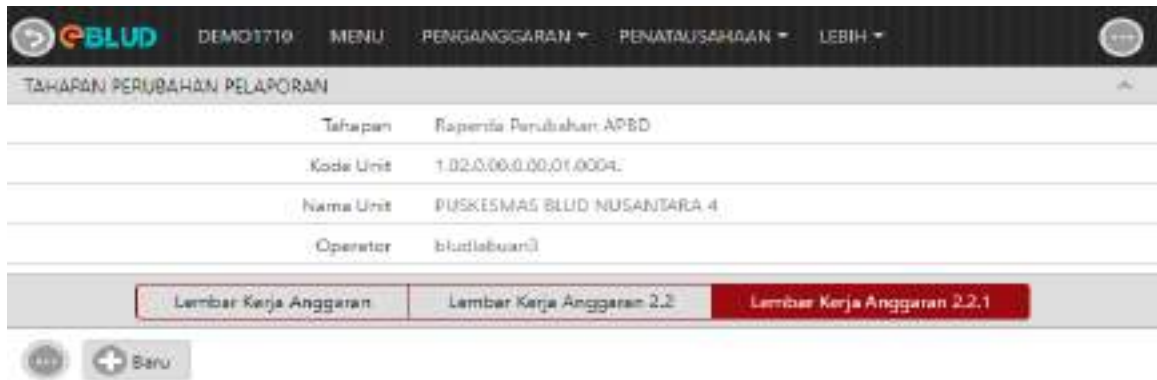 eBLUD DEMO1710 MENU PENGANGGARAN PENATAUSAHAAN LEBIH
TAHAPAN PERUBAHAN PELAPORAN
Tahapan Raperda Perubahan APBD
Kode Unit 1.02.0.00.0.00.01.0004.
Nama Unit PUSKESMAS BLUD NUSANTARA 4
Operator bludlabuan3
Lembar Kerja Anggaran Lembar Kerja Anggaran 2.2 Lembar Kerja Anggaran 2.2.1
Baru